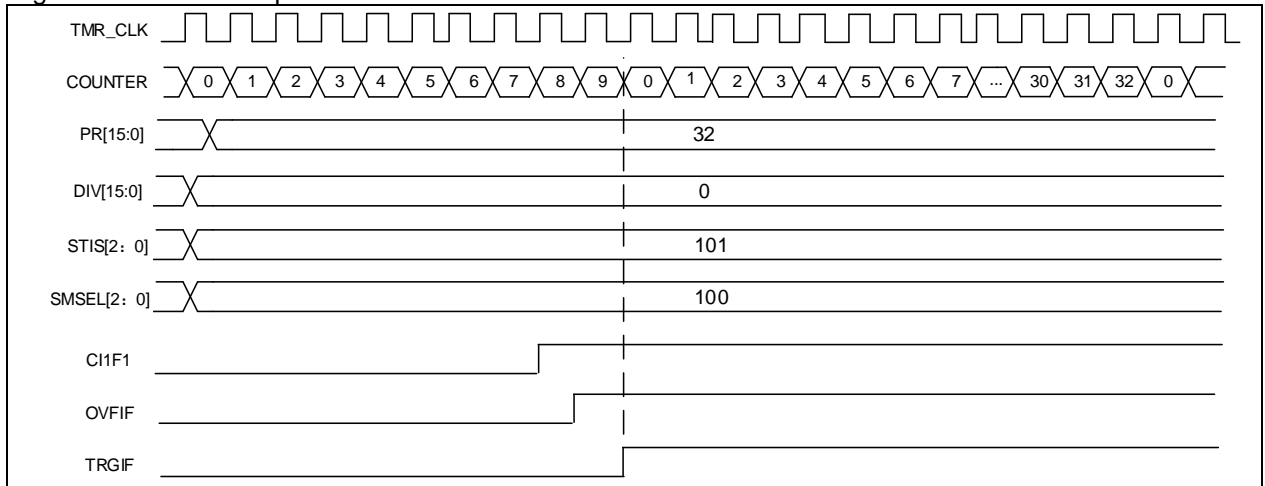 TMR_CLK
COUNTER 0 1 2 3 4 5 6 7 8 9 0 1 2 3 4 5 6 7 ... 30 31 32 0
PR[15:0] 32
DIV[15:0] 0
STIS[2：0] 101
SMSEL[2：0] 100
CI1F1
OVFIF
TRGIF